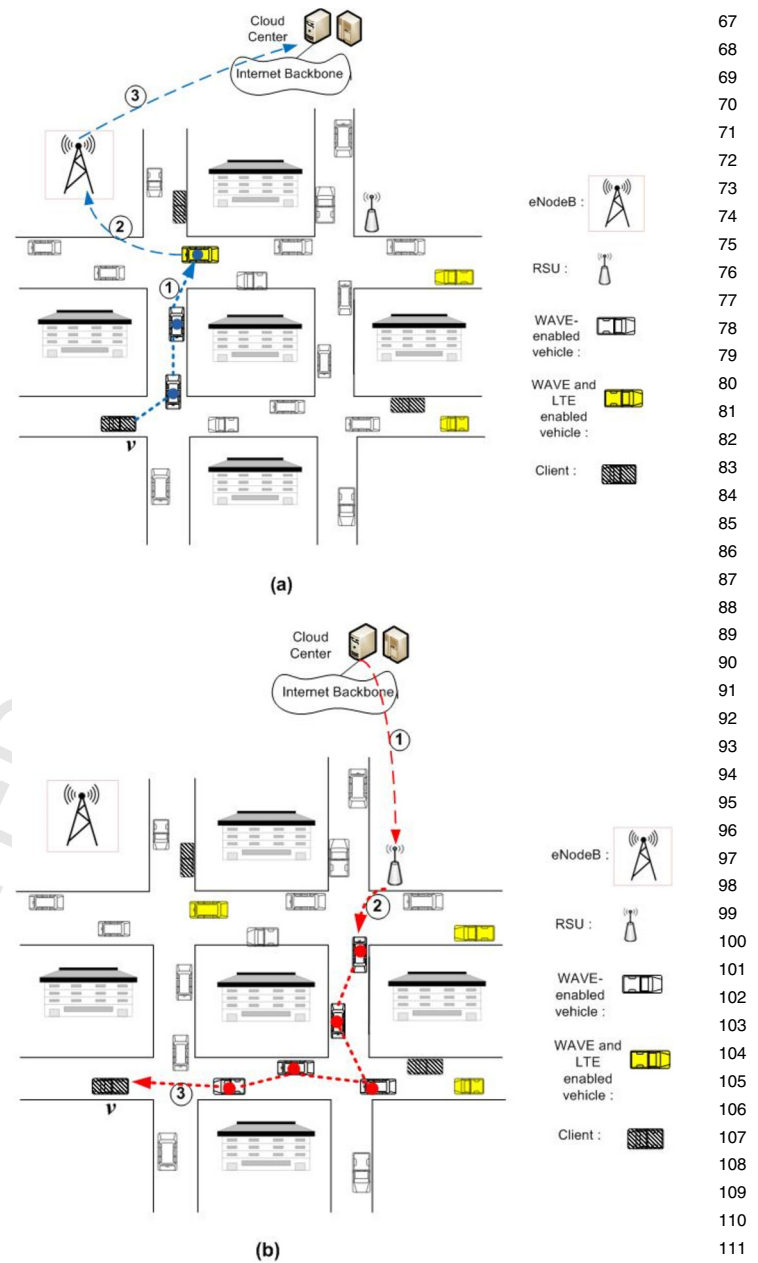 Cloud
Center
Internet Backbone
3
2
1
v
eNodeB :
RSU :
WAVE-
enabled
vehicle :
WAVE and
LTE
enabled
vehicle :
Client :
(a)
Cloud
Center
Internet Backbone
1
2
3
v
eNodeB :
RSU :
WAVE-
enabled
vehicle :
WAVE and
LTE
enabled
vehicle :
Client :
(b)
67
68
69
70
71
72
73
74
75
76
77
78
79
80
81
82
83
84
85
86
87
88
89
90
91
92
93
94
95
96
97
98
99
100
101
102
103
104
105
106
107
108
109
110
111